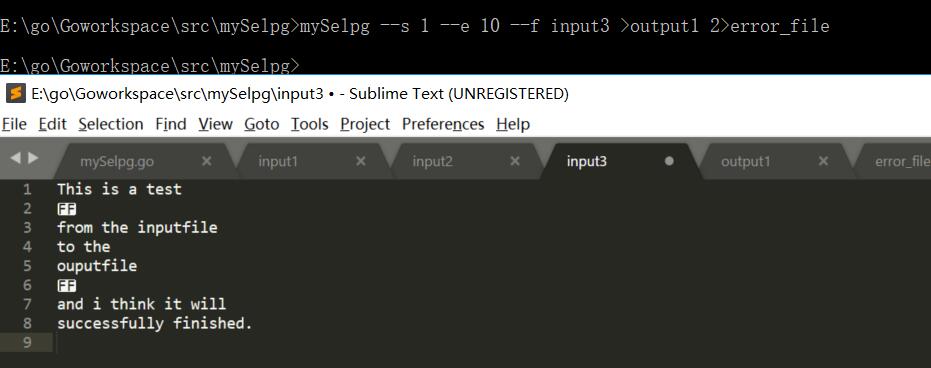 E:\go\Goworkspace\src\mySelpg>mySelpg --s 1 --e 10 --f input3 >output1 2>error_file
E:\go\Goworkspace\src\mySelpg>
E:\go\Goworkspace\src\mySelpg\input3 • - Sublime Text (UNREGISTERED)
File Edit Selection Find View Goto Tools Project Preferences Help
mySelpg.go input1 input2 input3 output1 error_file
1 This is a test
2 FF
3 from the inputfile
4 to the
5 ouputfile
6 FF
7 and i think it will
8 successfully finished.
9